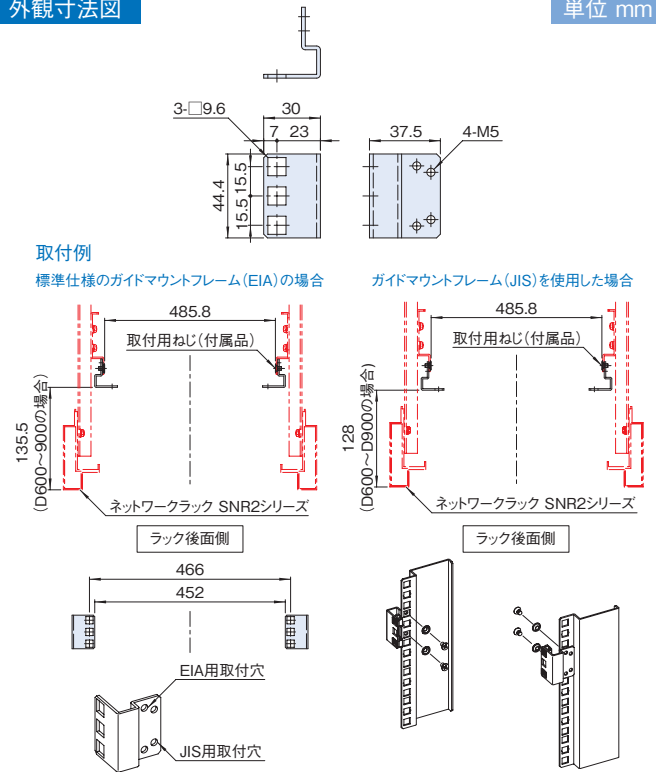 外観寸法図
単位 mm
3-□9.6
30
7 23
15.5
15.5
44.4
37.5
4-M5
取付例
標準仕様のガイドマウントフレーム(EIA)の場合
485.8
取付用ねじ(付属品)
135.5
(D600〜900の場合)
ネットワークラック SNR2シリーズ
ラック後面側
ガイドマウントフレーム(JIS)を使用した場合
485.8
取付用ねじ(付属品)
128
(D600〜D900の場合)
ネットワークラック SNR2シリーズ
ラック後面側
466
452
EIA用取付穴
JIS用取付穴